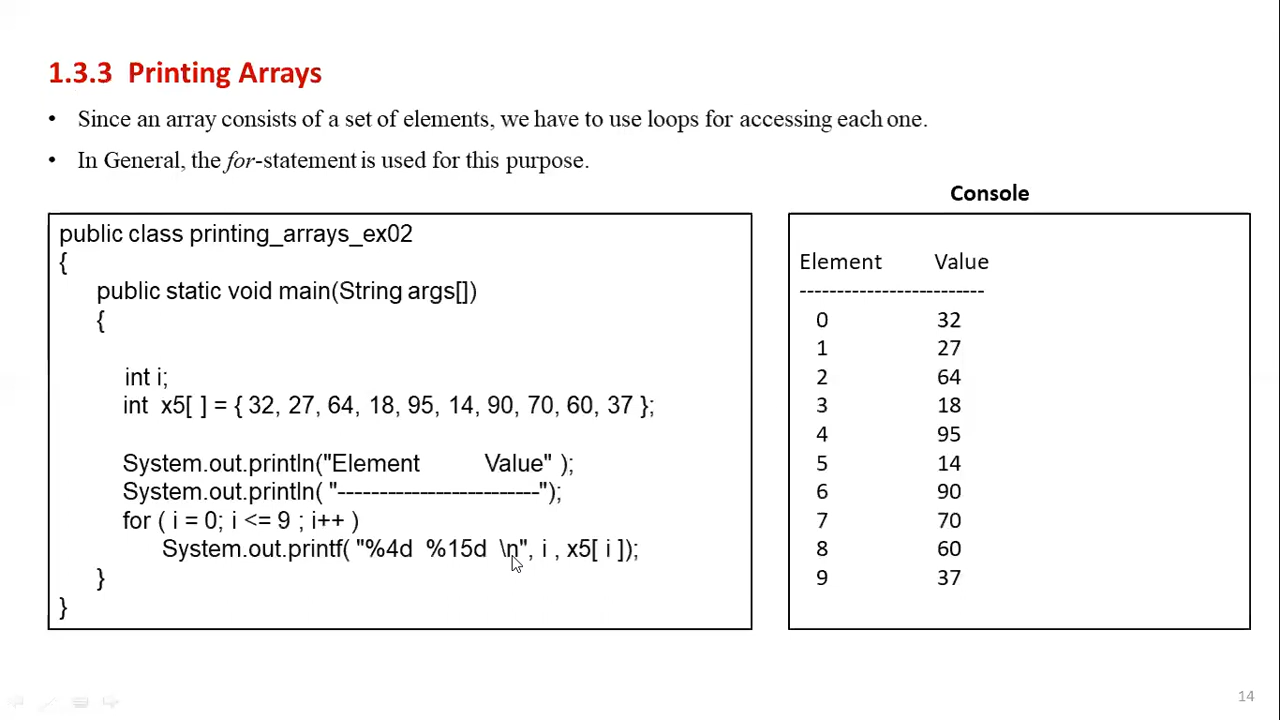 1.3.3 Printing Arrays
• Since an array consists of a set of elements, we have to use loops for accessing each one.
• In General, the for-statement is used for this purpose.
public class printing_arrays_ex02
{
public static void main(String args[])
{
int i;
int x5[ ] = { 32, 27, 64, 18, 95, 14, 90, 70, 60, 37 };
System.out.println("Element Value" );
System.out.println( "-------------------------");
for ( i = 0; i <= 9 ; i++ )
System.out.printf( "%4d %15d \n", i , x5[ i ]);
}
}
Console
Element Value
-------------------------
0 32
1 27
2 64
3 18
4 95
5 14
6 90
7 70
8 60
9 37
14